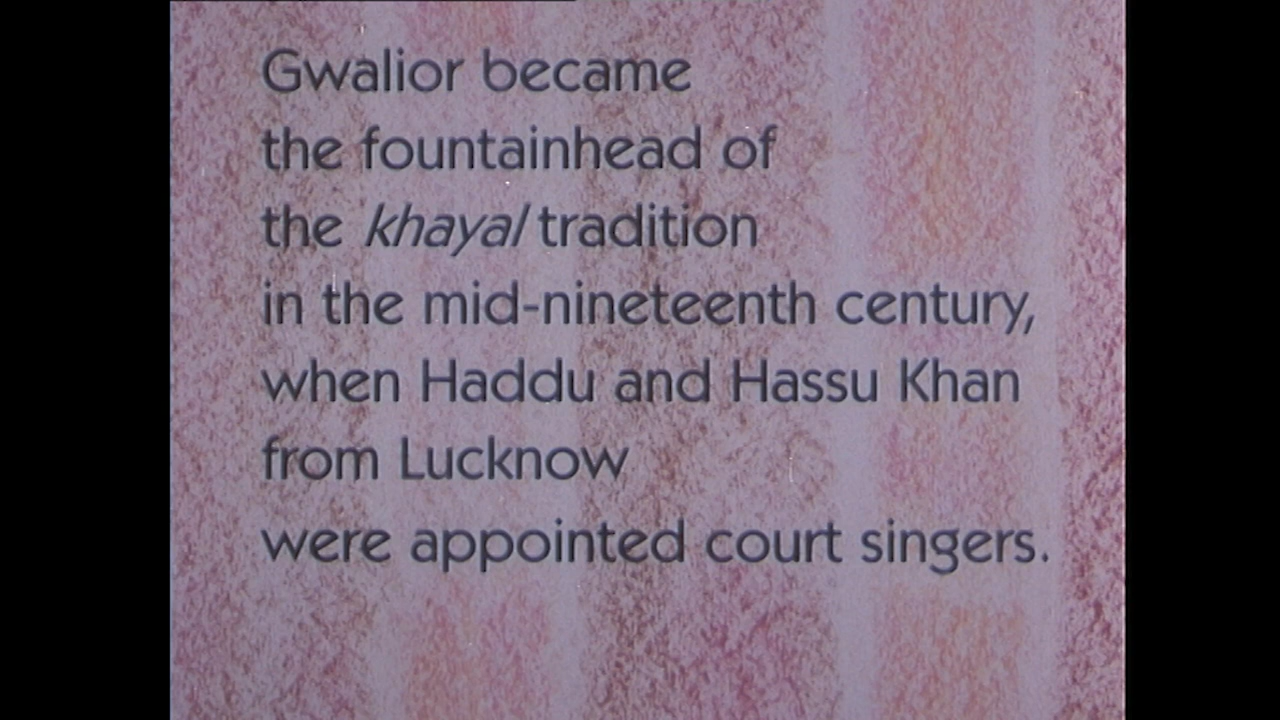 Gwalior became
the fountainhead of
the khayal tradition
in the mid-nineteenth century,
when Haddu and Hassu Khan
from Lucknow
were appointed court singers.